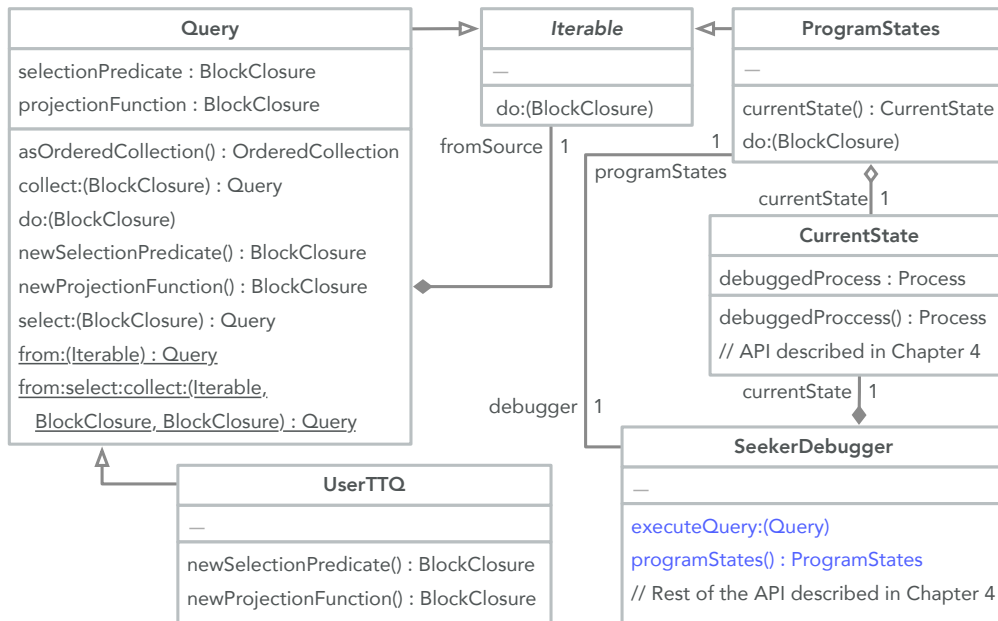 Query
selectionPredicate : BlockClosure
projectionFunction : BlockClosure
asOrderedCollection() : OrderedCollection
collect:(BlockClosure) : Query
do:(BlockClosure)
newSelectionPredicate() : BlockClosure
newProjectionFunction() : BlockClosure
select:(BlockClosure) : Query
from:(Iterable) : Query
from:select:collect:(Iterable,
BlockClosure, BlockClosure) : Query
Iterable
—
do:(BlockClosure)
fromSource 1
ProgramStates
—
currentState() : CurrentState
do:(BlockClosure)
1
programStates
currentState 1
CurrentState
debuggedProcess : Process
debuggedProccess() : Process
// API described in Chapter 4
currentState 1
debugger 1
SeekerDebugger
—
executeQuery:(Query)
programStates() : ProgramStates
// Rest of the API described in Chapter 4
UserTTQ
—
newSelectionPredicate() : BlockClosure
newProjectionFunction() : BlockClosure